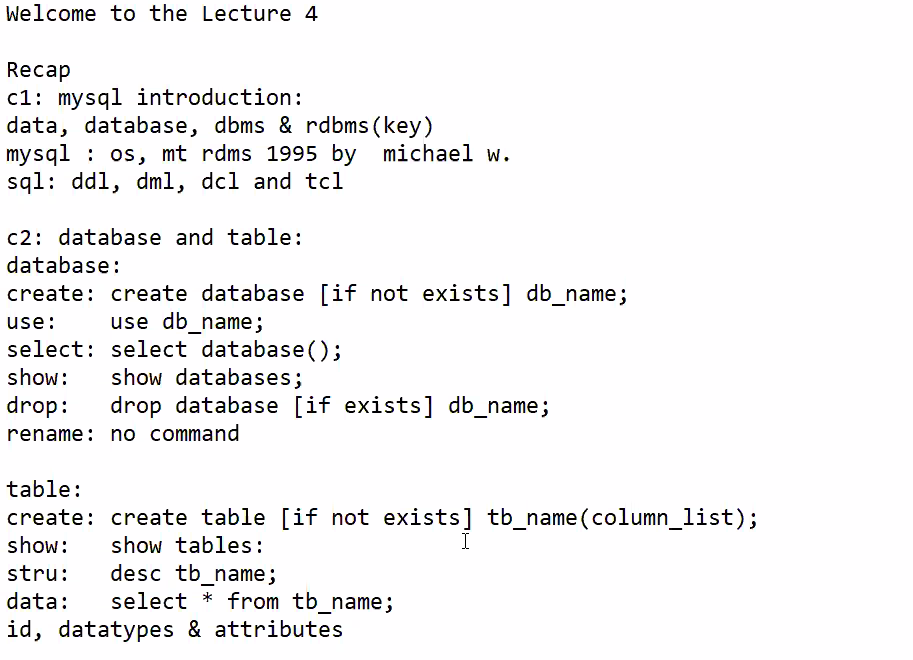 Welcome to the Lecture 4
Recap
c1: mysql introduction:
data, database, dbms & rdbms(key)
mysql : os, mt rdms 1995 by  michael w.
sql: ddl, dml, dcl and tcl
c2: database and table:
database:
create: create database [if not exists] db_name;
use:    use db_name;
select: select database();
show:   show databases;
drop:   drop database [if exists] db_name;
rename: no command
table:
create: create table [if not exists] tb_name(column_list);
show:   show tables:
stru:   desc tb_name;
data:   select * from tb_name;
id, datatypes & attributes